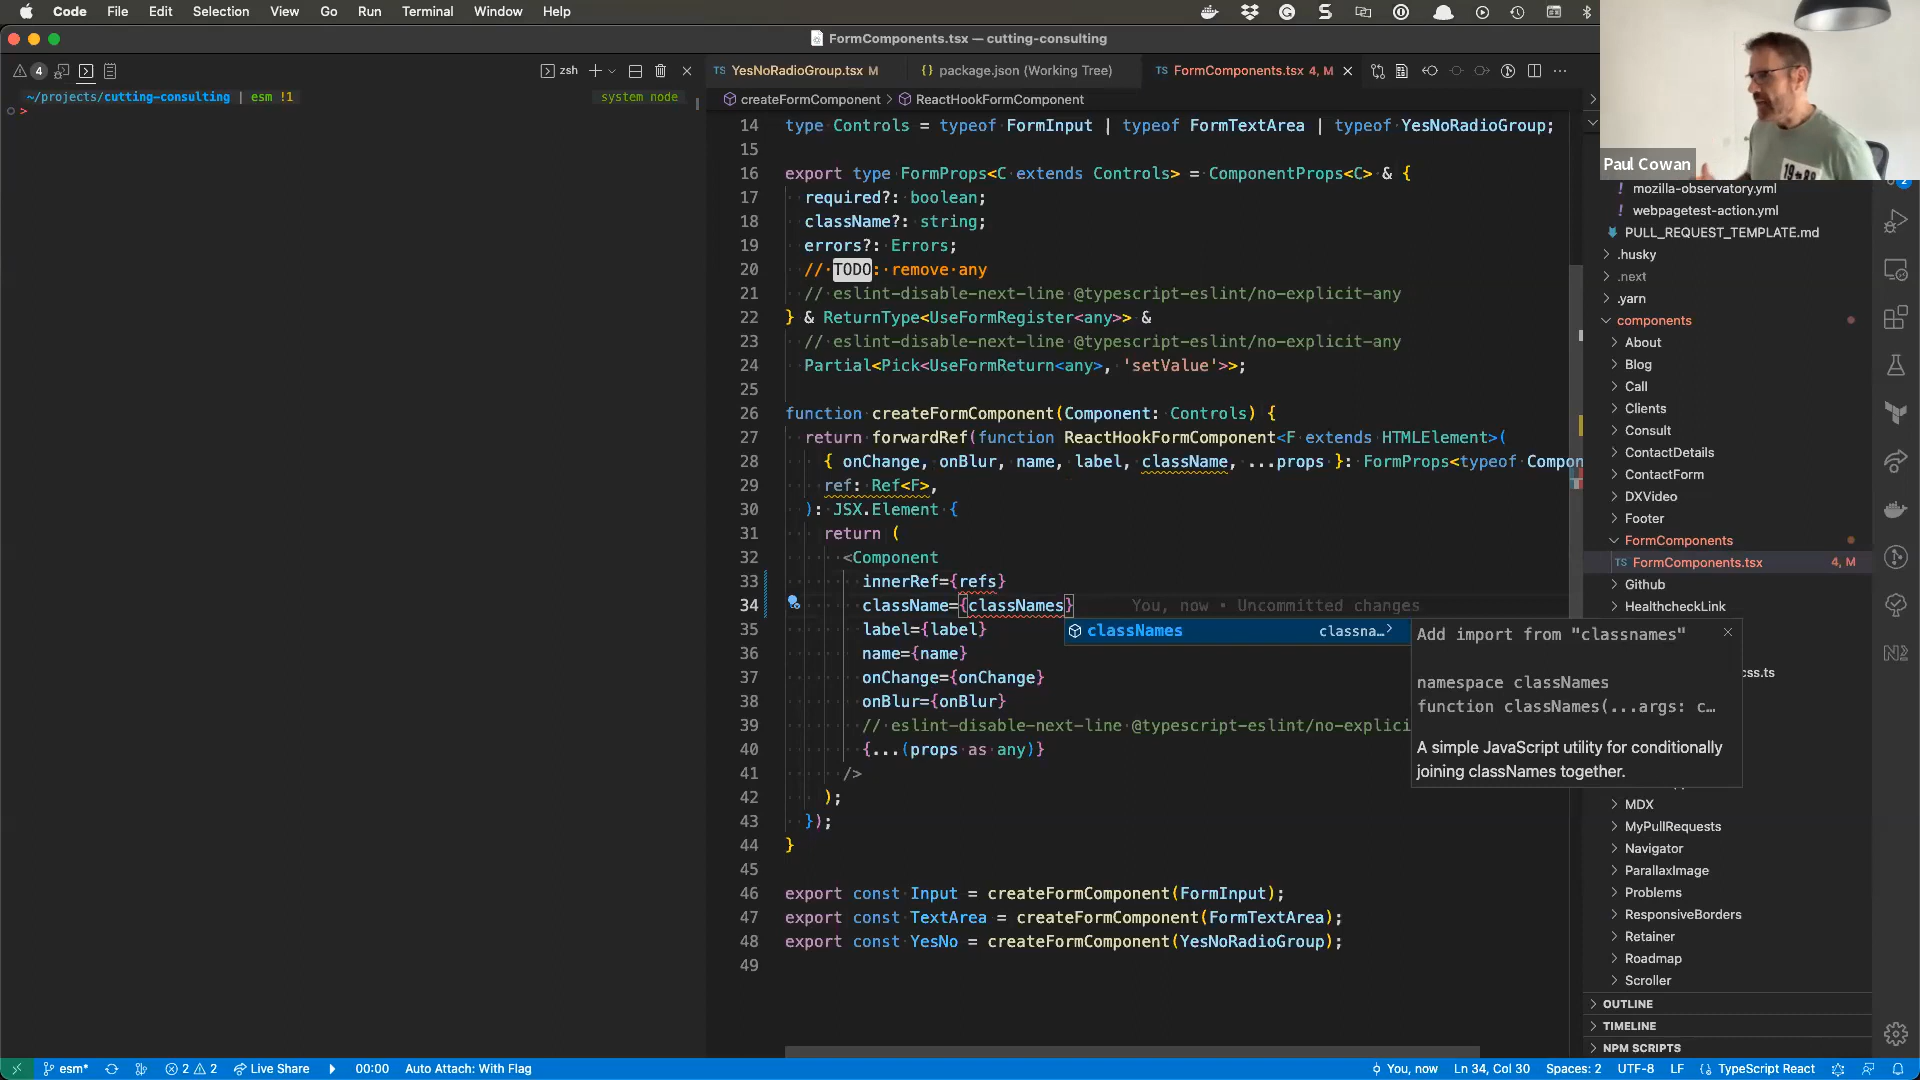 Code File Edit Selection View Go Run Terminal Window Help
FormComponents.tsx — cutting-consulting
4
zsh
YesNoRadioGroup.tsx M
package.json (Working Tree)
FormComponents.tsx 4, M
~/projects/cutting-consulting | esm !1
system node
>
createFormComponent > ReactHookFormComponent
14 type Controls = typeof FormInput | typeof FormTextArea | typeof YesNoRadioGroup;
15
16 export type FormProps<C extends Controls> = ComponentProps<C> & {
17 required?: boolean;
18 className?: string;
19 errors?: Errors;
20 // TODO: remove any
21 // eslint-disable-next-line @typescript-eslint/no-explicit-any
22 } & ReturnType<UseFormRegister<any>> &
23 // eslint-disable-next-line @typescript-eslint/no-explicit-any
24 Partial<Pick<UseFormReturn<any>, 'setValue'>>;
25
26 function createFormComponent(Component: Controls) {
27 return forwardRef(function ReactHookFormComponent<F extends HTMLElement>(
28 { onChange, onBlur, name, label, className, ...props }: FormProps<typeof Compon
29 ref: Ref<F>,
30 ): JSX.Element {
31 return (
32 <Component
33 innerRef={refs}
34 className={classNames} You, now • Uncommitted changes
35 label={label}
36 name={name}
37 onChange={onChange}
38 onBlur={onBlur}
39 // eslint-disable-next-line @typescript-eslint/no-explici
40 {...(props as any)}
41 />
42 );
43 });
44 }
45
46 export const Input = createFormComponent(FormInput);
47 export const TextArea = createFormComponent(FormTextArea);
48 export const YesNo = createFormComponent(YesNoRadioGroup);
49
classNames classna…
Add import from "classnames"
namespace classNames
function classNames(...args: c…
A simple JavaScript utility for conditionally
joining classNames together.
Paul Cowan
19
2
mozilla-observatory.yml
webpagetest-action.yml
PULL_REQUEST_TEMPLATE.md
.husky
.next
.yarn
components
About
Blog
Call
Clients
Consult
ContactDetails
ContactForm
DXVideo
Footer
FormComponents
TS FormComponents.tsx 4, M
Github
HealthcheckLink
css.ts
MDX
MyPullRequests
Navigator
ParallaxImage
Problems
ResponsiveBorders
Retainer
Roadmap
Scroller
OUTLINE
TIMELINE
NPM SCRIPTS
esm* 2 2 Live Share 00:00 Auto Attach: With Flag
You, now Ln 34, Col 30 Spaces: 2 UTF-8 LF TypeScript React